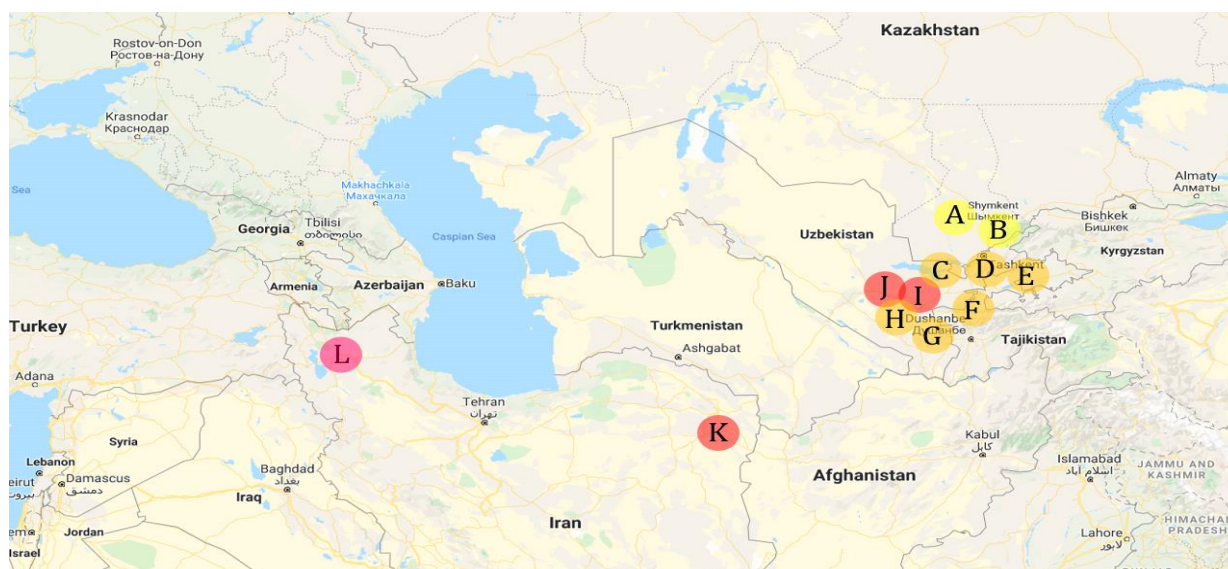 Kazakhstan
Rostov-on-Don
Ростов-на-Дону
Krasnodar
Краснодар
Sea
Makhachkala
Махачкала
Almaty
Алматы
Shymkent
Шымкент
A
B
Bishkek
Бишкек
Tbilisi
თბილისი
Georgia
Caspian Sea
Uzbekistan
Kyrgyzstan
C
D
Tashkent
E
Armenia
Azerbaijan
Baku
J
I
H
F
Dushanbe
Душанбе
G
Tajikistan
Turkey
Turkmenistan
Ashgabat
L
Adana
Tehran
تهران
K
Syria
Kabul
کابل
Lebanon
Beirut
بيروت
Damascus
دمشق
Baghdad
بغداد
Iraq
Afghanistan
Islamabad
اسلام آباد
JAMMU AND
KASHMIR
Iran
Jordan
Israel
Lahore
لاہور
HIMACHAL
PRADESH